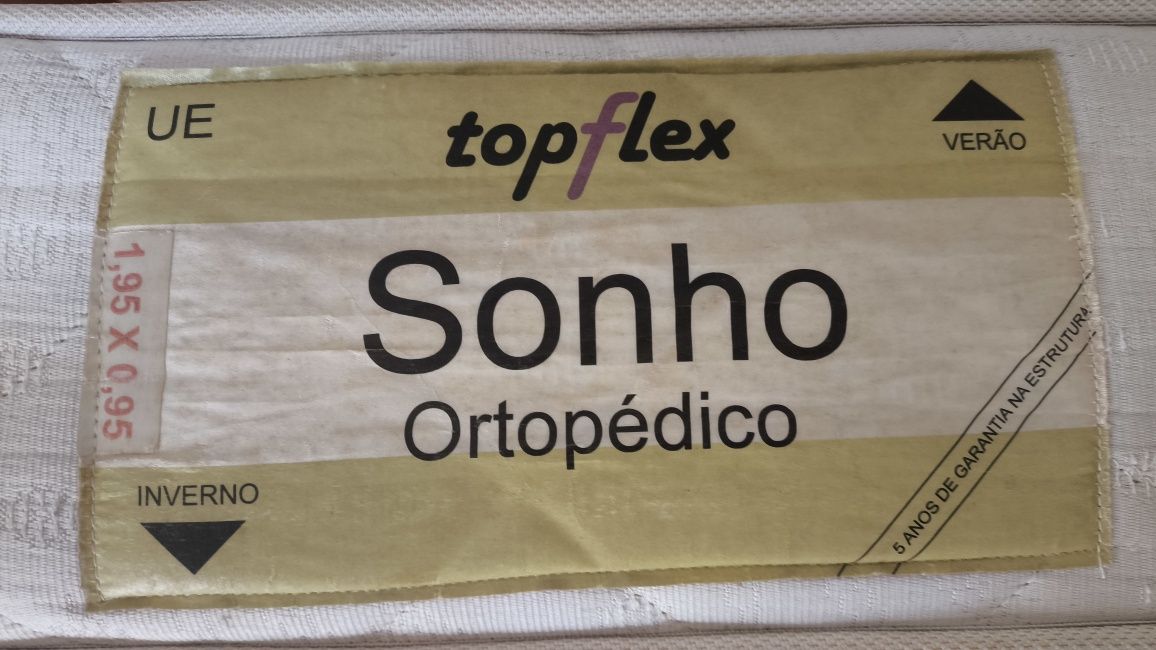 UE
topflex
VERÃO
1,95 X 0,95
Sonho
Ortopédico
INVERNO
5 ANOS DE GARANTIA NA ESTRUTURA